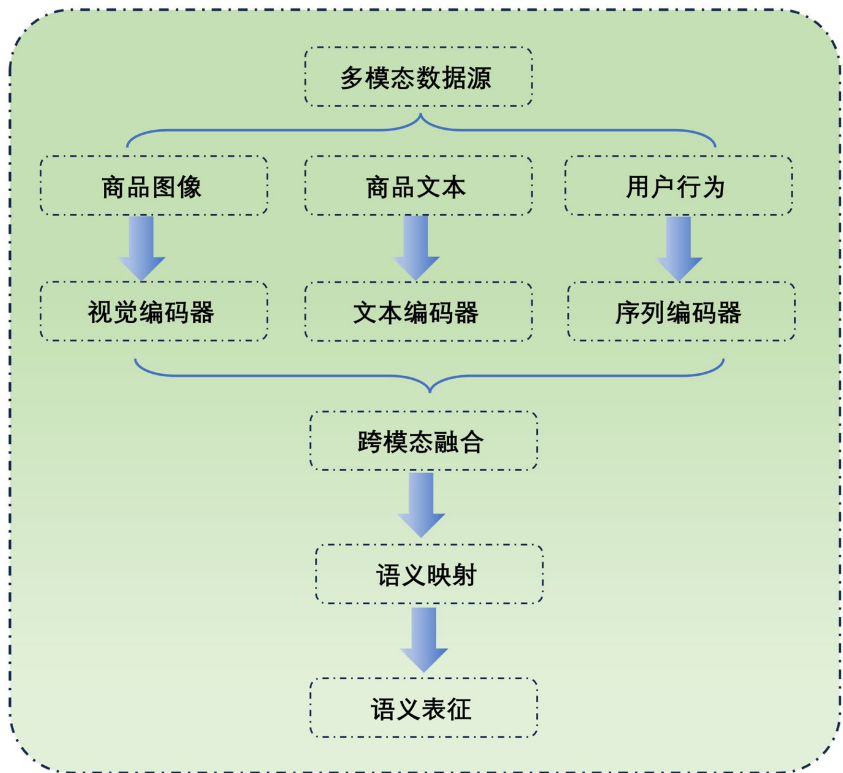 多模态数据源
商品图像
商品文本
用户行为
视觉编码器
文本编码器
序列编码器
跨模态融合
语义映射
语义表征